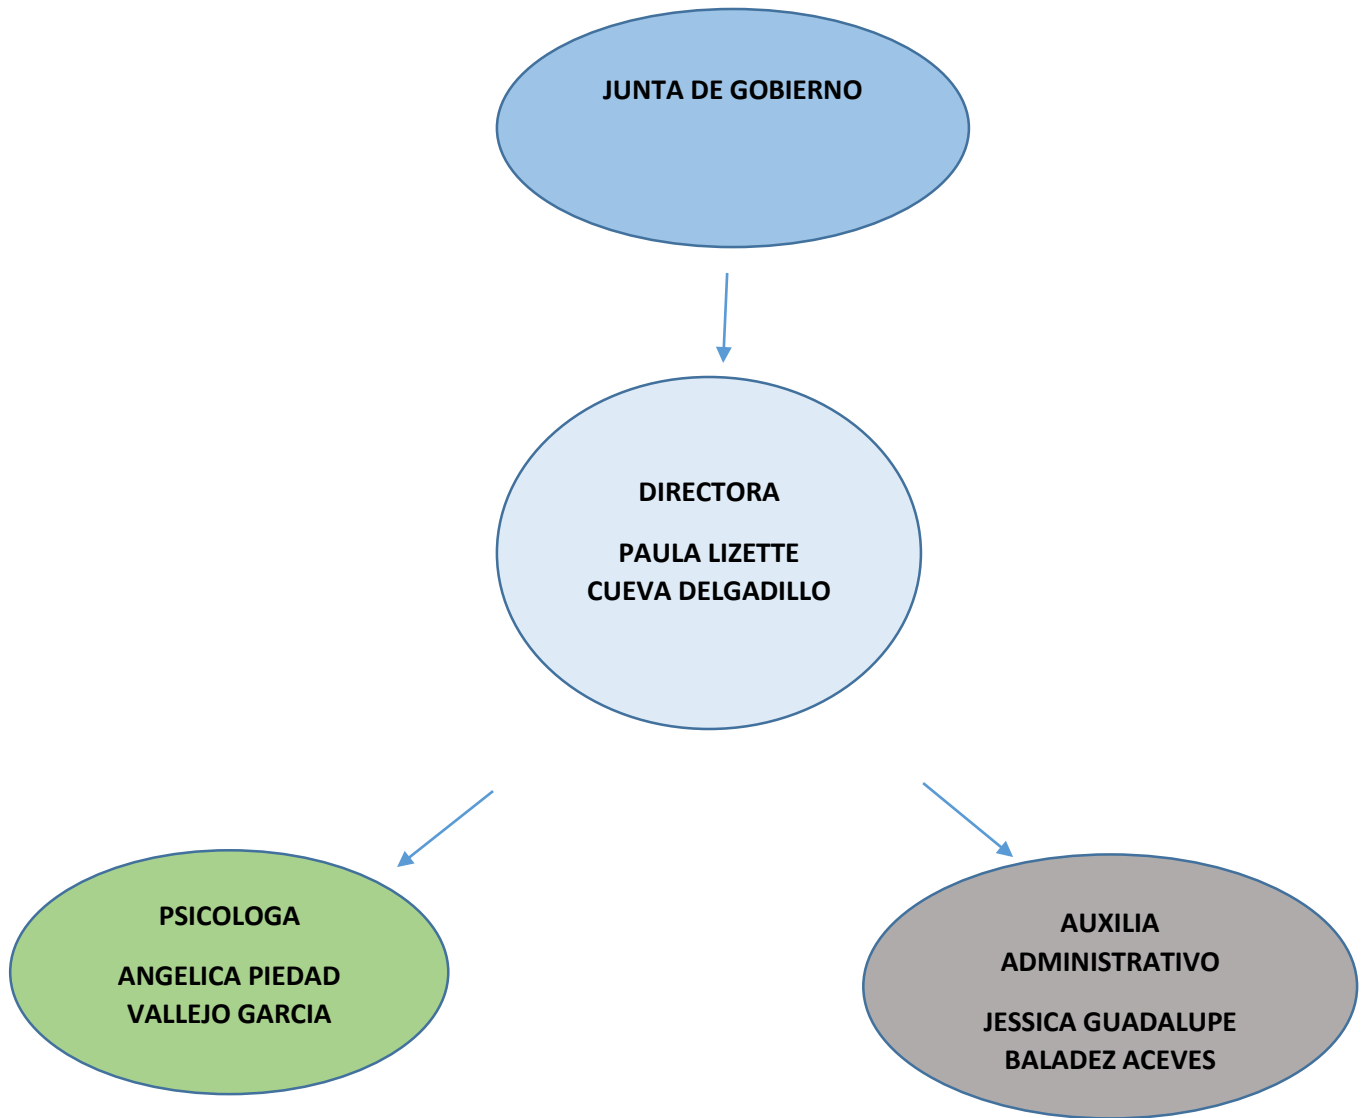 JUNTA DE GOBIERNO
DIRECTORA
PAULA LIZETTE
CUEVA DELGADILLO
PSICOLOGA
ANGELICA PIEDAD
VALLEJO GARCIA
AUXILIA
ADMINISTRATIVO
JESSICA GUADALUPE
BALADEZ ACEVES